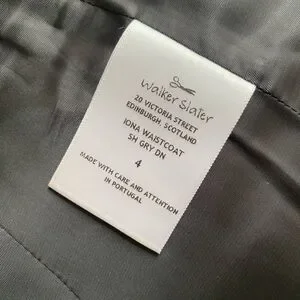 Walker Slater
20 VICTORIA STREET
EDINBURGH, SCOTLAND
IONA WAISTCOAT
SH GRY DN
4
MADE WITH CARE AND ATTENTION
IN PORTUGAL